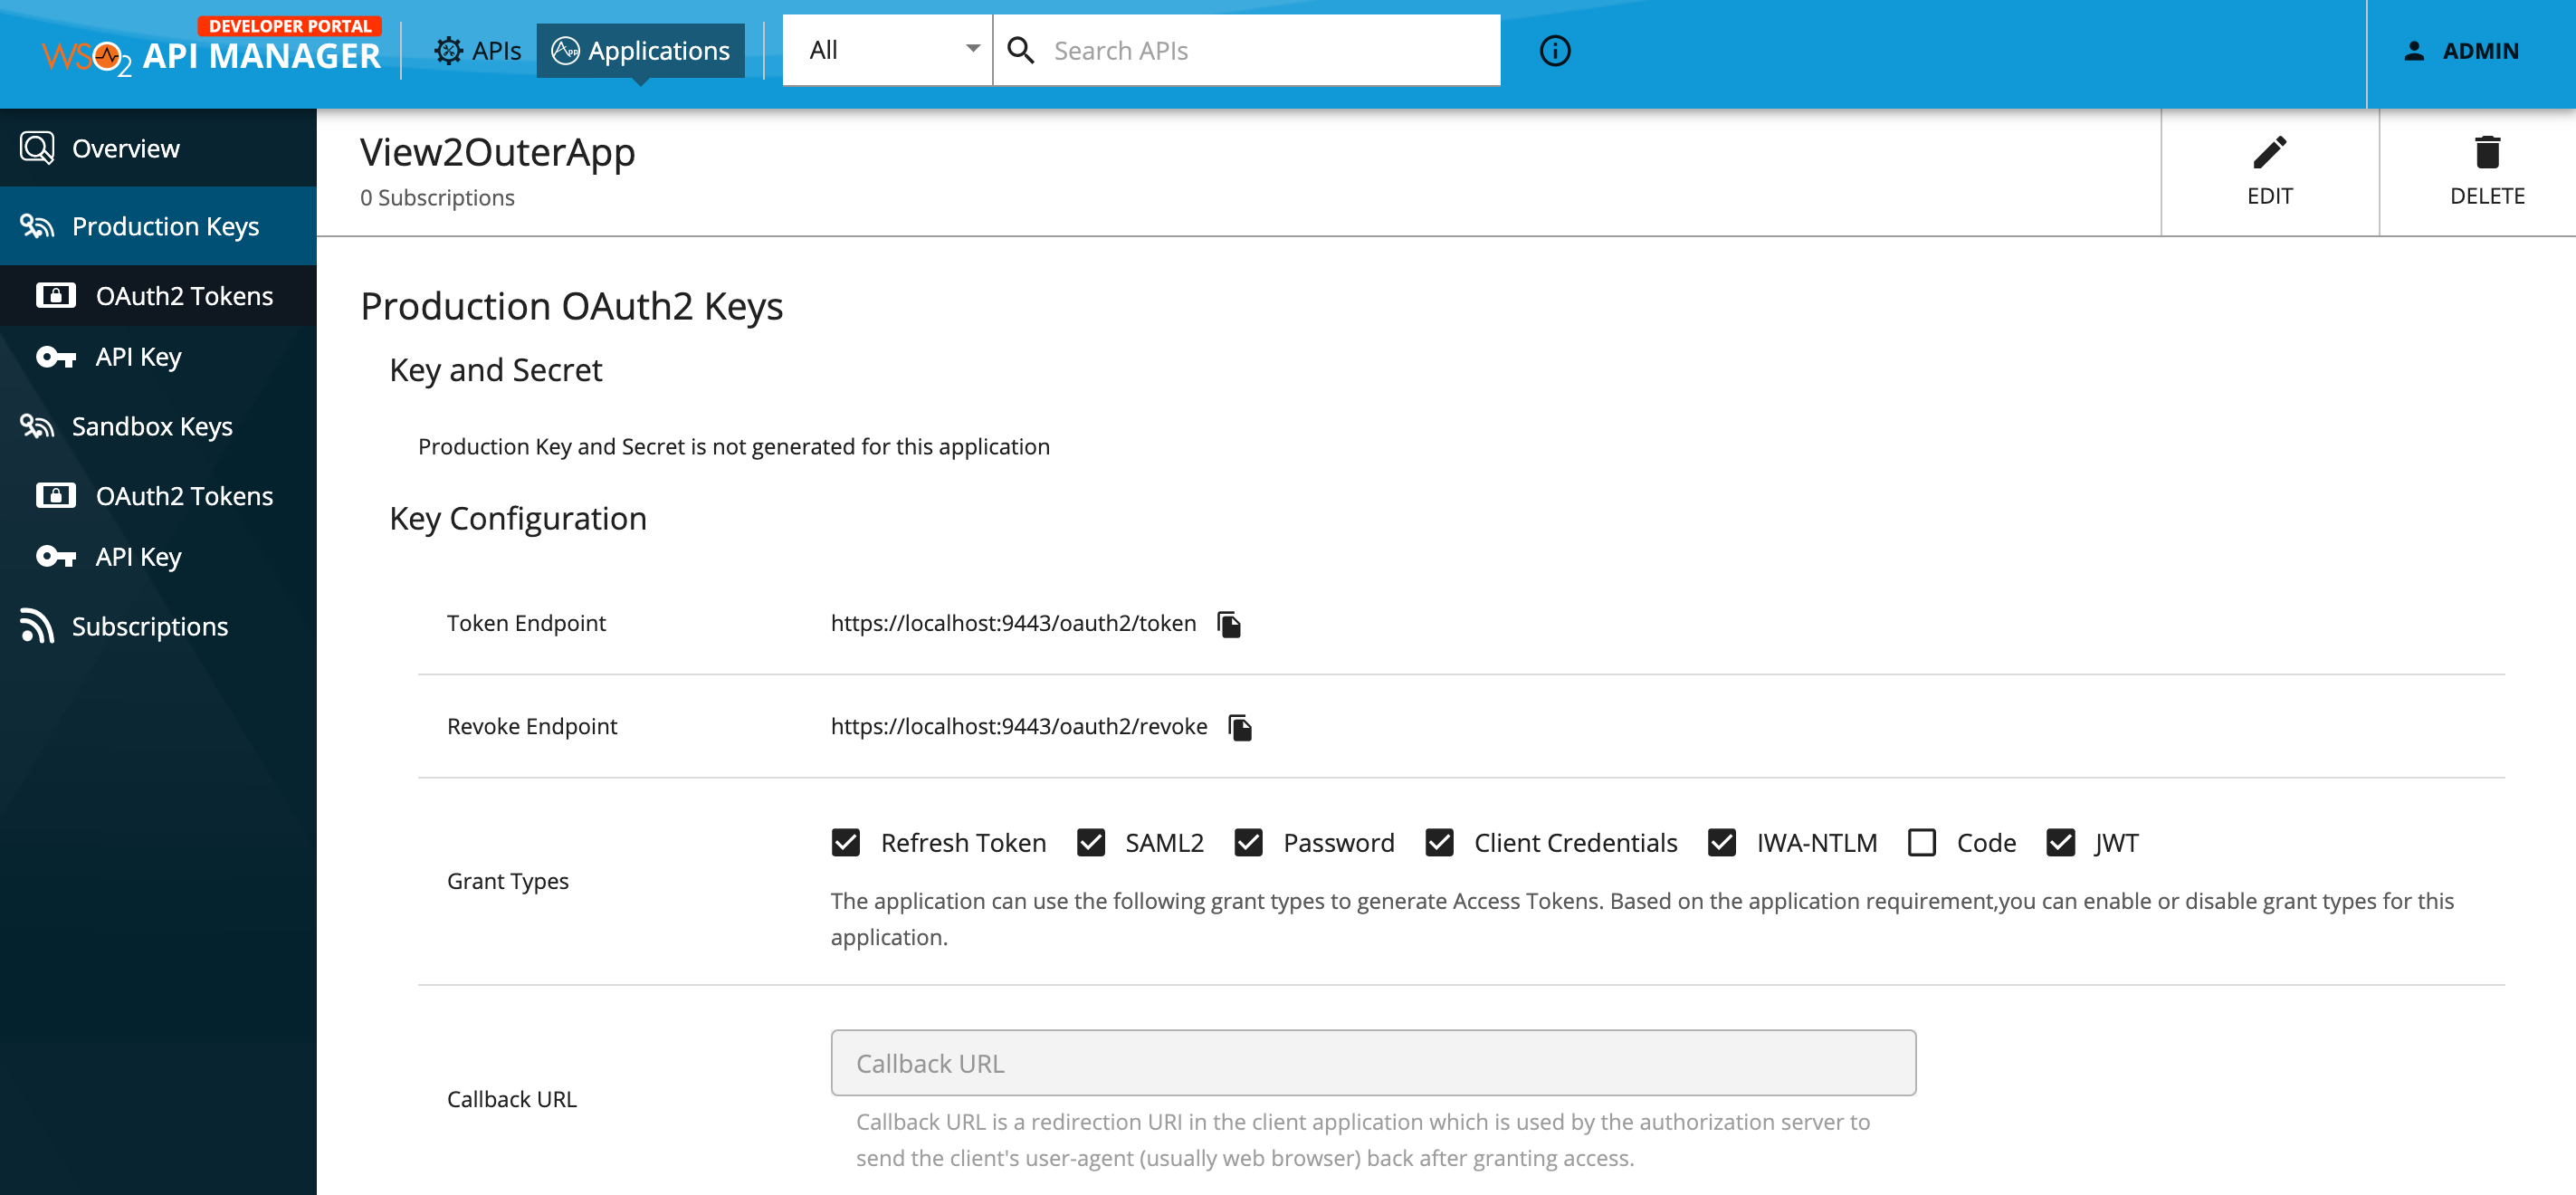 DEVELOPER PORTAL
WSO2 API MANAGER
APIs
Applications
All
Search APIs
ADMIN
Overview
Production Keys
OAuth2 Tokens
API Key
Sandbox Keys
OAuth2 Tokens
API Key
Subscriptions
View2OuterApp
0 Subscriptions
EDIT
DELETE
Production OAuth2 Keys
Key and Secret
Production Key and Secret is not generated for this application
Key Configuration
Token Endpoint
https://localhost:9443/oauth2/token
Revoke Endpoint
https://localhost:9443/oauth2/revoke
Grant Types
Refresh Token
SAML2
Password
Client Credentials
IWA-NTLM
Code
JWT
The application can use the following grant types to generate Access Tokens. Based on the application requirement,you can enable or disable grant types for this
application.
Callback URL
Callback URL
Callback URL is a redirection URI in the client application which is used by the authorization server to
send the client's user-agent (usually web browser) back after granting access.